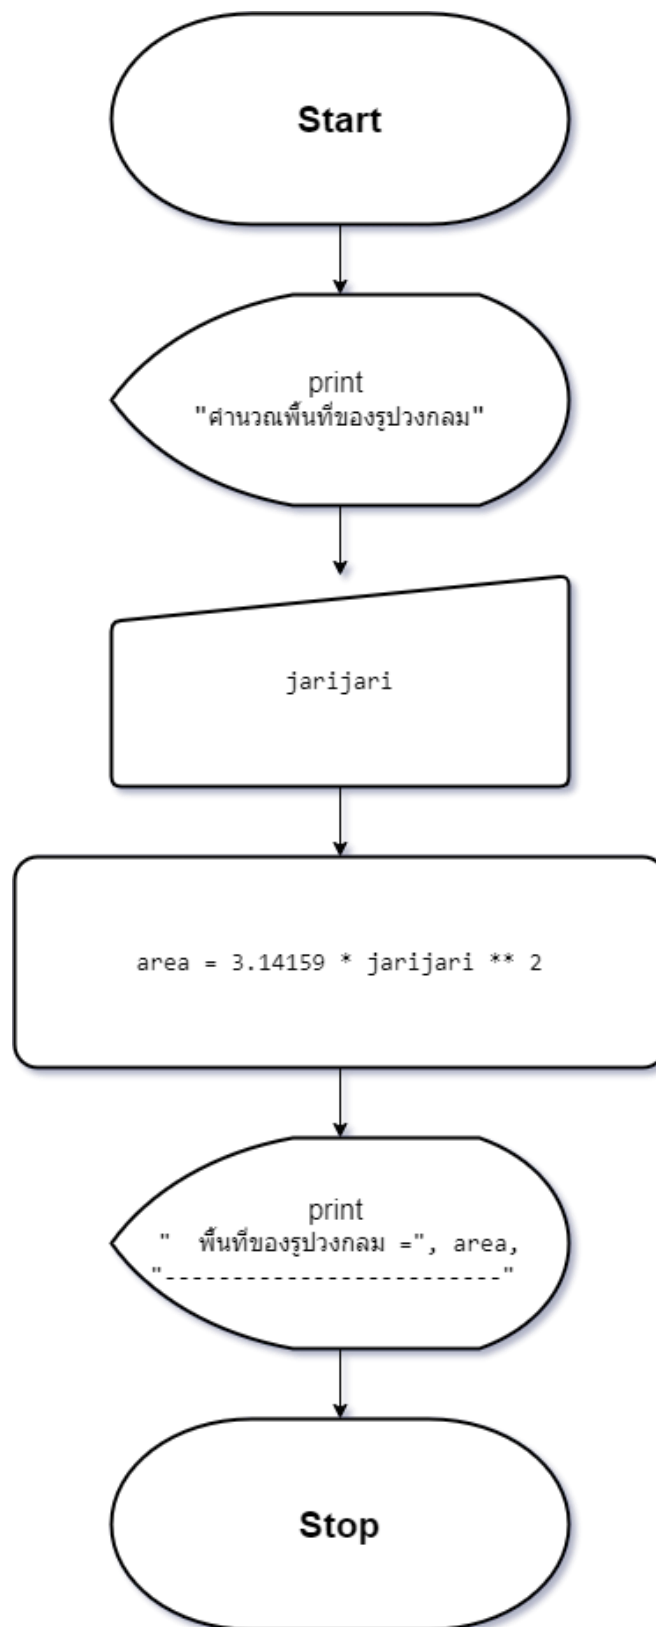 Start
print
"คำนวณพื้นที่ของรูปวงกลม"
jarijari
area = 3.14159 * jarijari ** 2
print
"  พื้นที่ของรูปวงกลม =", area,
"-------------------------"
Stop